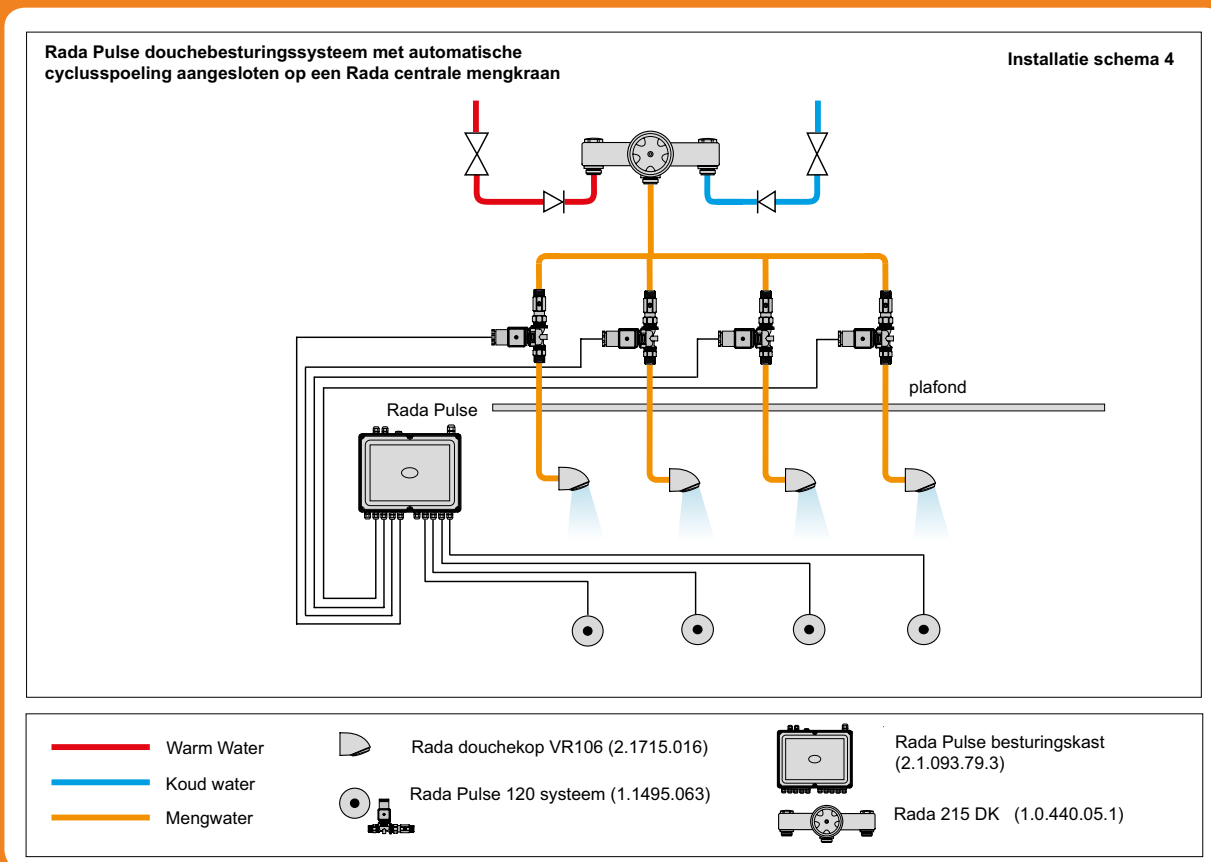 Rada Pulse douchebesturingssysteem met automatische
cyclusspoeling aangesloten op een Rada centrale mengkraan
Installatie schema 4
plafond
Rada Pulse
Warm Water
Koud water
Mengwater
Rada douchekop VR106 (2.1715.016)
Rada Pulse 120 systeem (1.1495.063)
Rada Pulse besturingskast
(2.1.093.79.3)
Rada 215 DK (1.0.440.05.1)